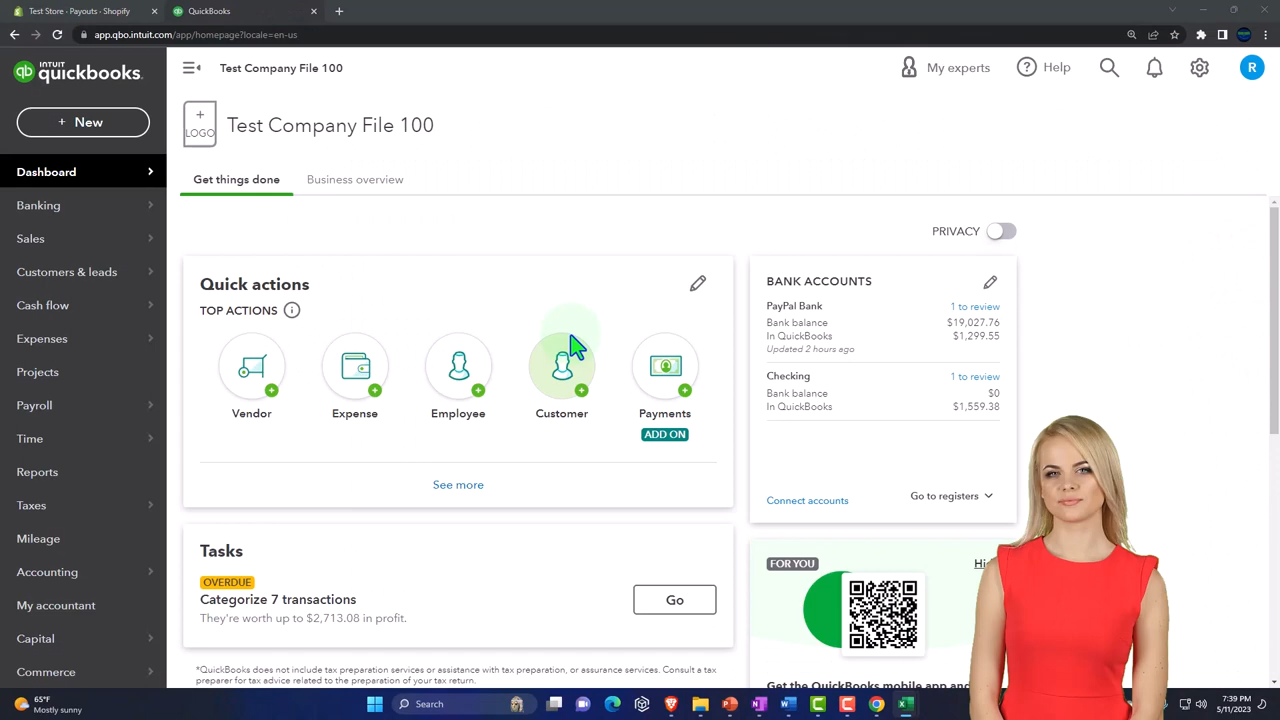 Test Store - Payouts - Shopify
QuickBooks
app.qbo.intuit.com/app/homepage?locale=en-us
INTUIT
quickbooks.
Test Company File 100
My experts
Help
R
+ New
+
LOGO
Test Company File 100
Dashboard
Banking
Sales
Customers & leads
Cash flow
Expenses
Projects
Payroll
Time
Reports
Taxes
Mileage
Accounting
My accountant
Capital
Commerce
Get things done
Business overview
PRIVACY
Quick actions
TOP ACTIONS
Vendor
Expense
Employee
Customer
Payments
ADD ON
See more
Tasks
OVERDUE
Categorize 7 transactions
They're worth up to $2,713.08 in profit.
Go
*QuickBooks does not include tax preparation services or assistance with tax preparation, or assurance services. Consult a tax
preparer for tax advice related to the preparation of your tax return.
BANK ACCOUNTS
PayPal Bank
1 to review
Bank balance
$19,027.76
In QuickBooks
$1,299.55
Updated 2 hours ago
Checking
1 to review
Bank balance
$0
In QuickBooks
$1,559.38
Connect accounts
Go to registers
FOR YOU
Get the QuickBooks mobile app and
65°F
Mostly sunny
Search
7:39 PM
5/11/2023